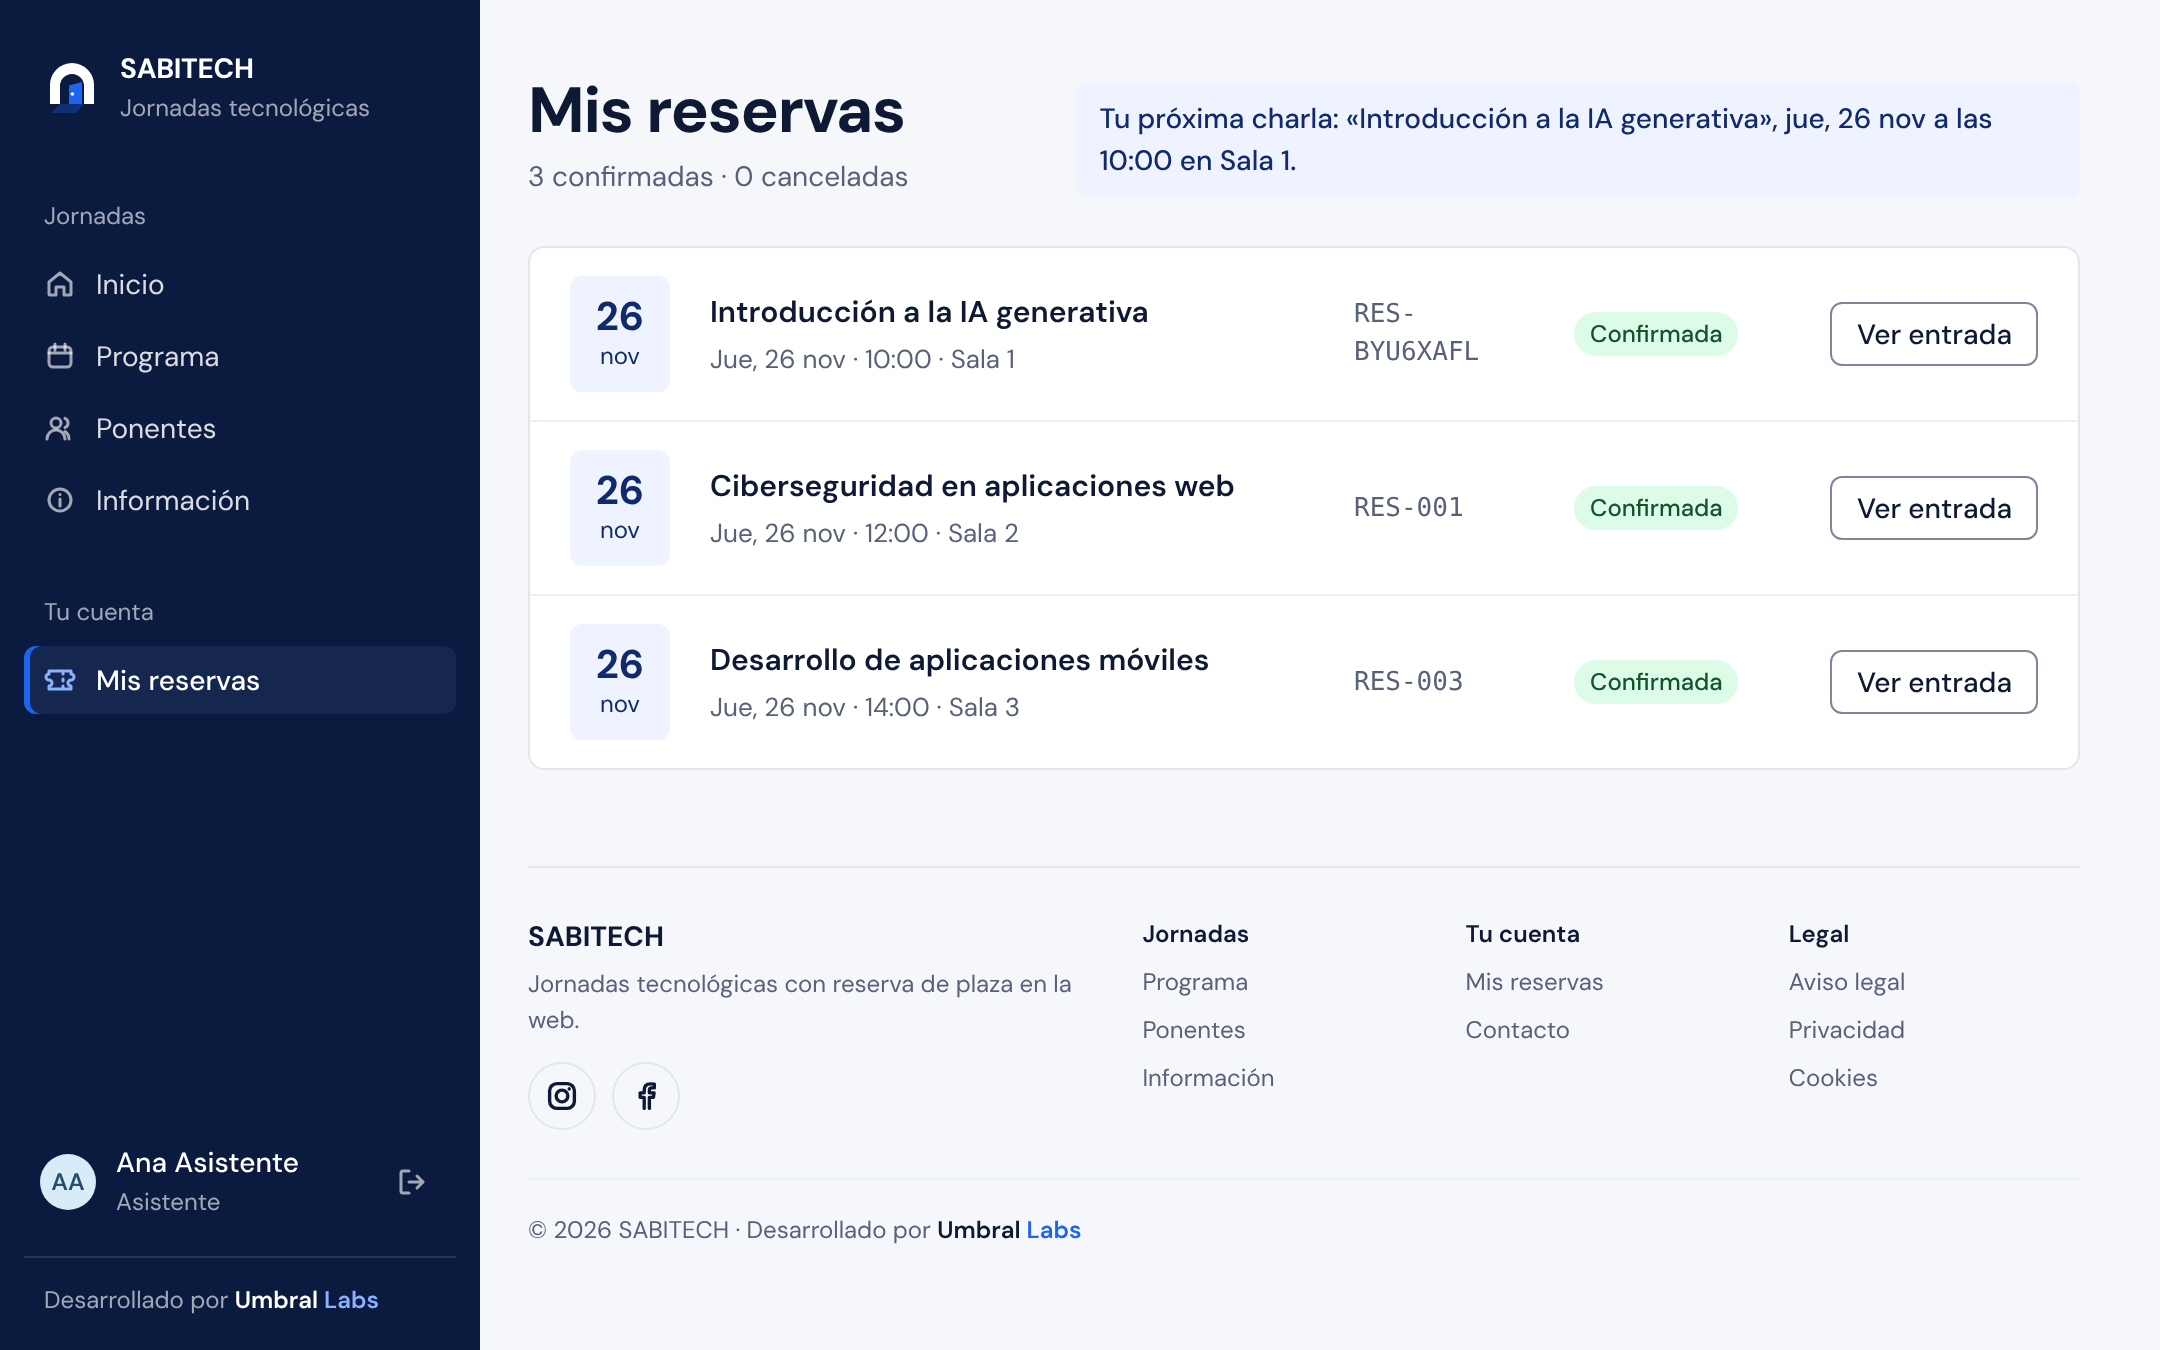 SABITECH
Jornadas tecnológicas
Jornadas
Inicio
Programa
Ponentes
Información
Tu cuenta
Mis reservas
AA
Ana Asistente
Asistente
Desarrollado por Umbral Labs
Mis reservas
3 confirmadas · 0 canceladas
Tu próxima charla: «Introducción a la IA generativa», jue, 26 nov a las
10:00 en Sala 1.
26
nov
Introducción a la IA generativa
Jue, 26 nov · 10:00 · Sala 1
RES-
BYU6XAFL
Confirmada
Ver entrada
26
nov
Ciberseguridad en aplicaciones web
Jue, 26 nov · 12:00 · Sala 2
RES-001
Confirmada
Ver entrada
26
nov
Desarrollo de aplicaciones móviles
Jue, 26 nov · 14:00 · Sala 3
RES-003
Confirmada
Ver entrada
SABITECH
Jornadas tecnológicas con reserva de plaza en la
web.
Jornadas
Programa
Ponentes
Información
Tu cuenta
Mis reservas
Contacto
Legal
Aviso legal
Privacidad
Cookies
© 2026 SABITECH · Desarrollado por Umbral Labs